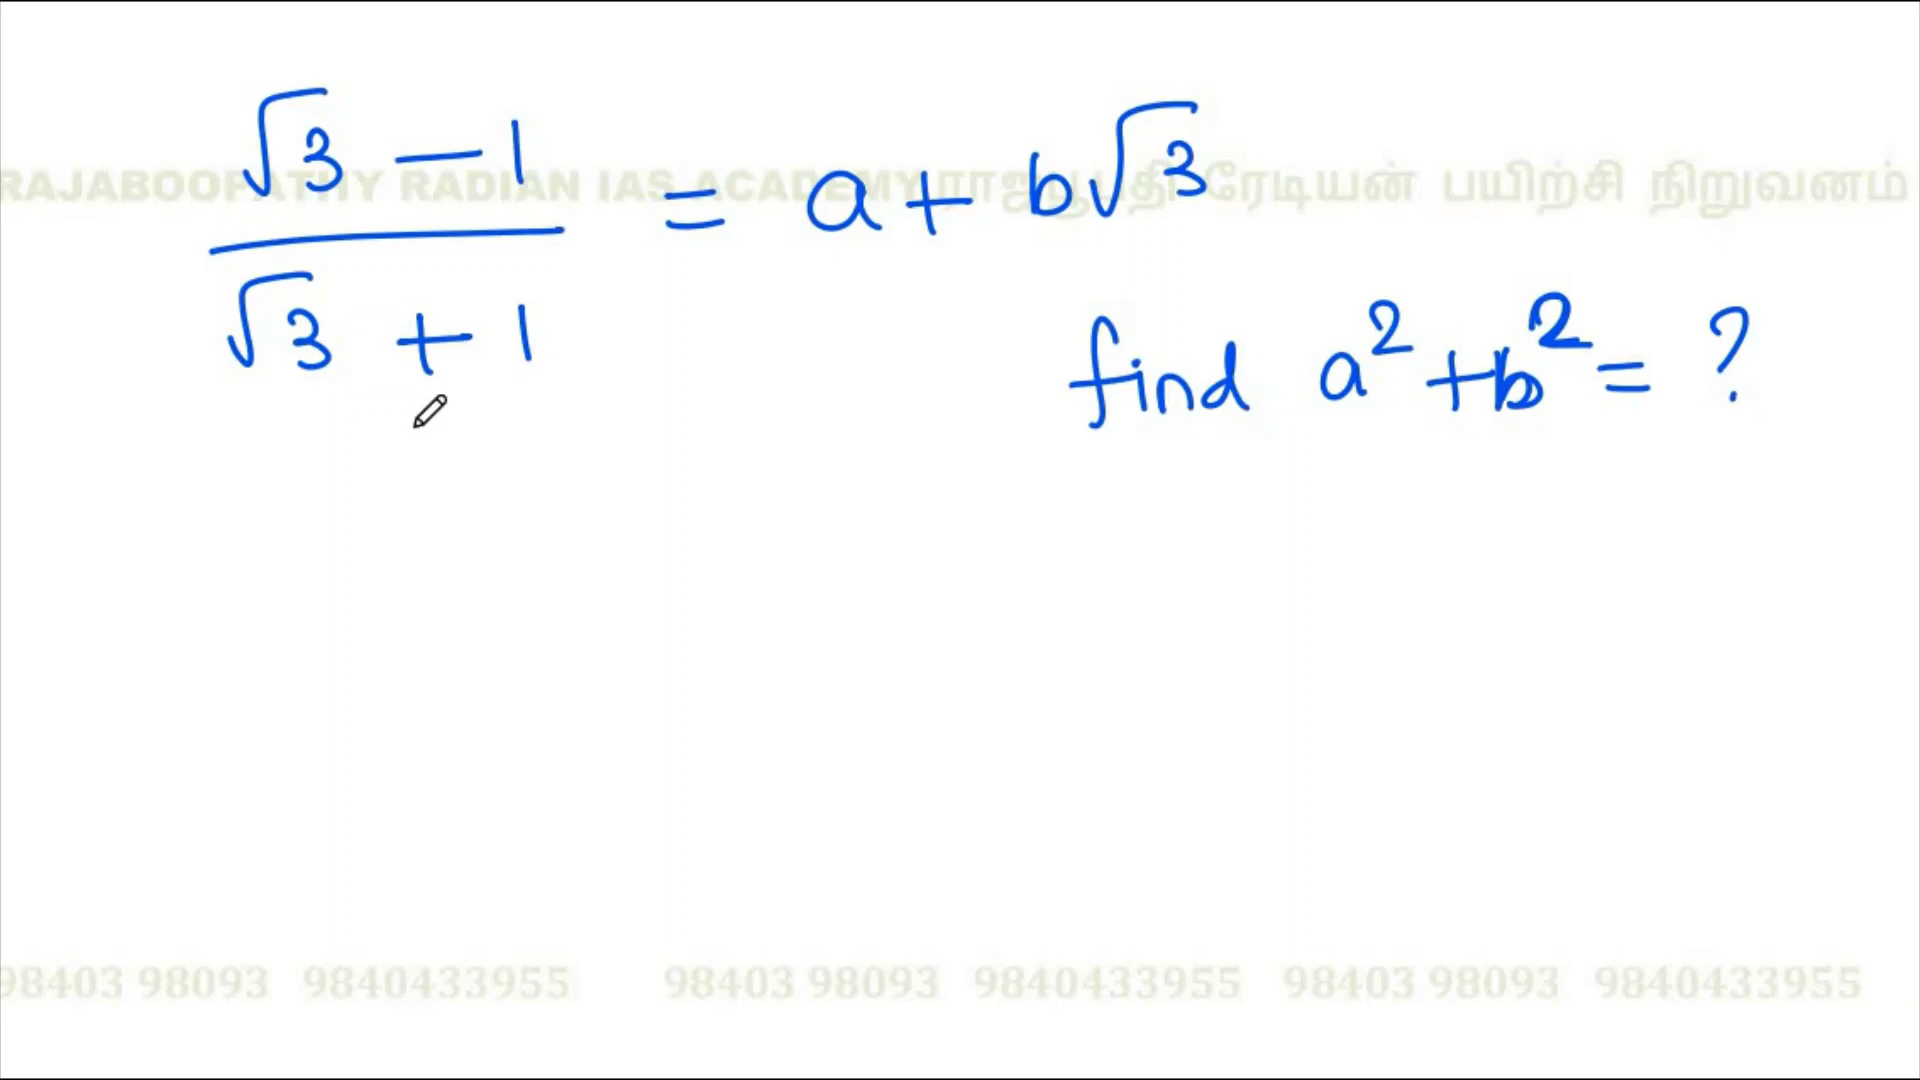 √3 − 1
RAJABOOPATHY RADIAN IAS ACADEMY ராஜபூபதி ரேடியன் பயிற்சி நிறுவனம்
= a + b√3
√3 + 1
find a² + b² = ?
98403 98093 9840433955 98403 98093 9840433955 98403 98093 9840433955